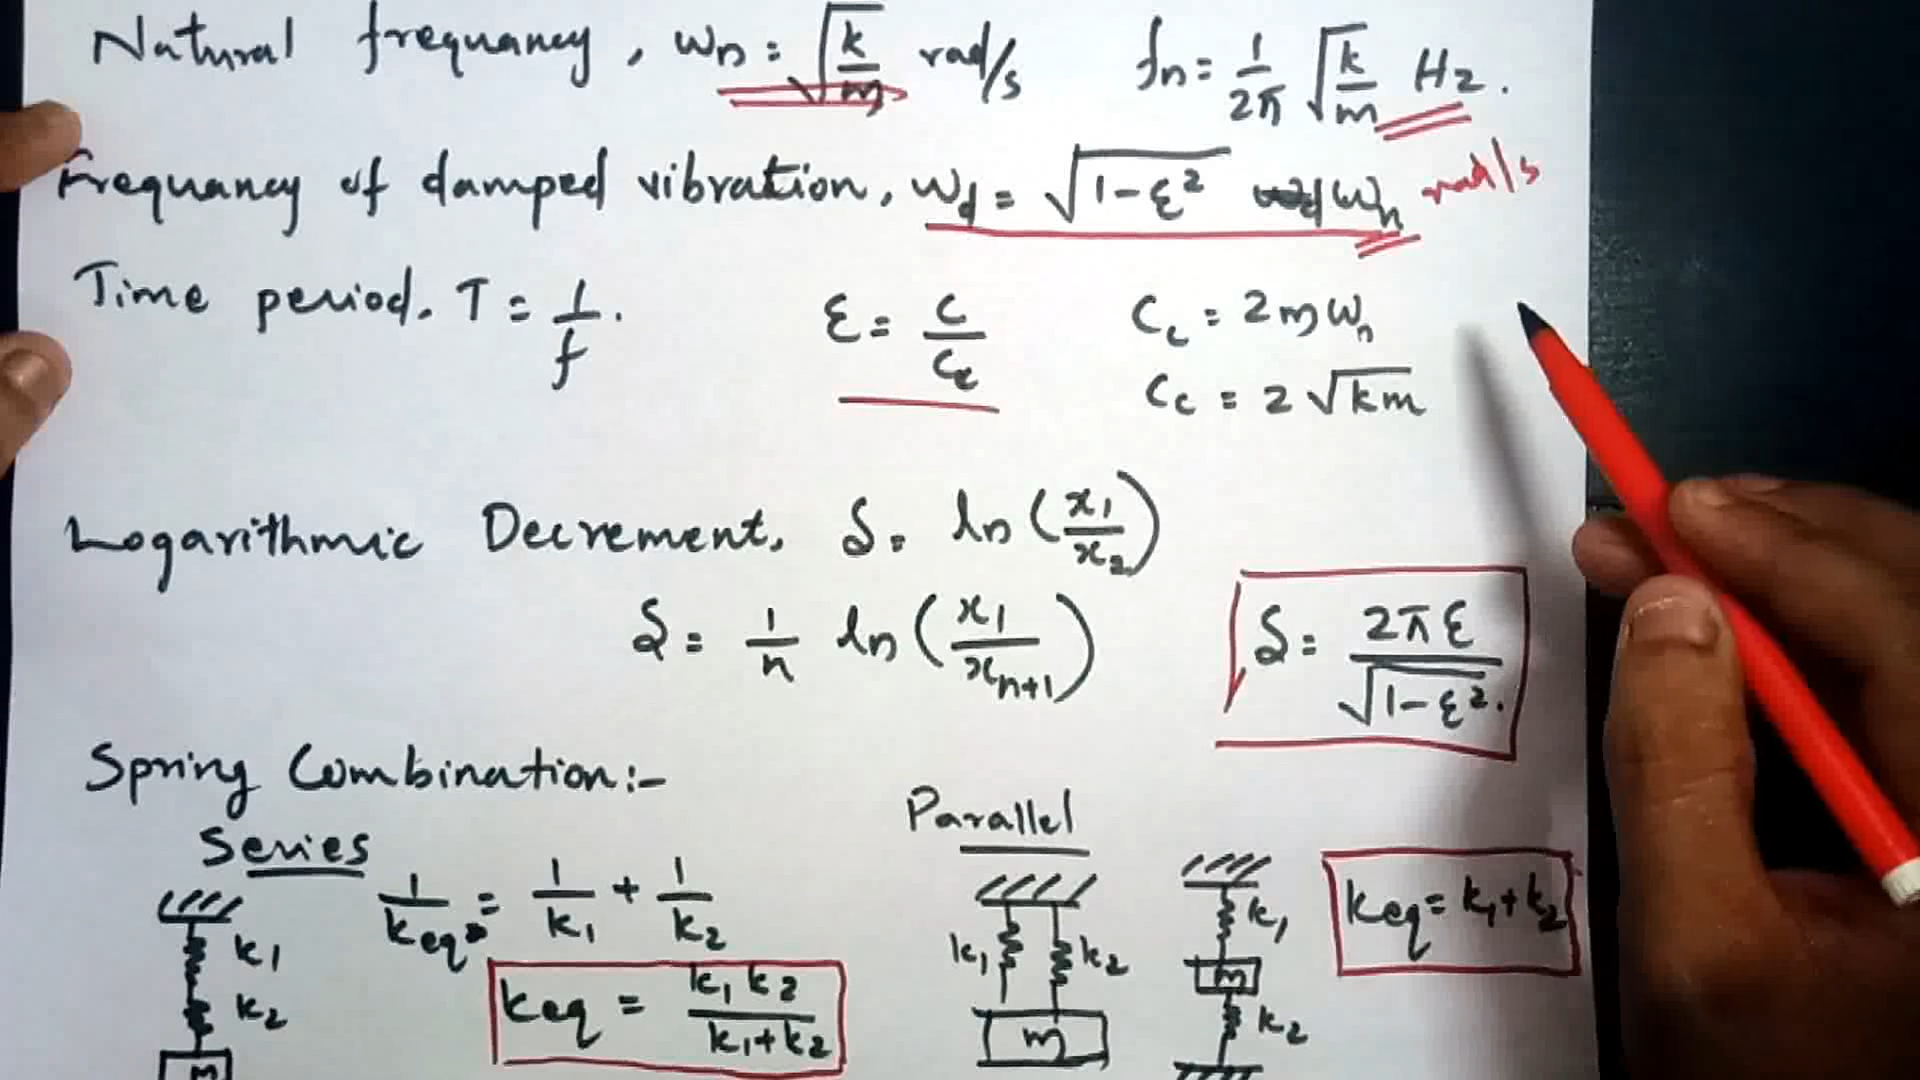 Natural frequancy, ωn = √(k/m) rad/s fn = 1/2π √(k/m) Hz.
Frequancy of damped vibration, ωd = √(1-ε²) ωn rad/s
Time period. T = 1/f.
ε = c/cc
Cc = 2mωn
Cc = 2√km
Logarithmic Decrement, δ = ln(x1/x2)
δ = 1/n ln(x1/xn+1)
δ = 2πε/√(1-ε²).
Spring Combination:-
Series
1/keq = 1/k1 + 1/k2
keq = k1 k2/k1+k2
k1
k2
m
Parallel
k1
k2
m
k1
m
k2
keq = k1+k2